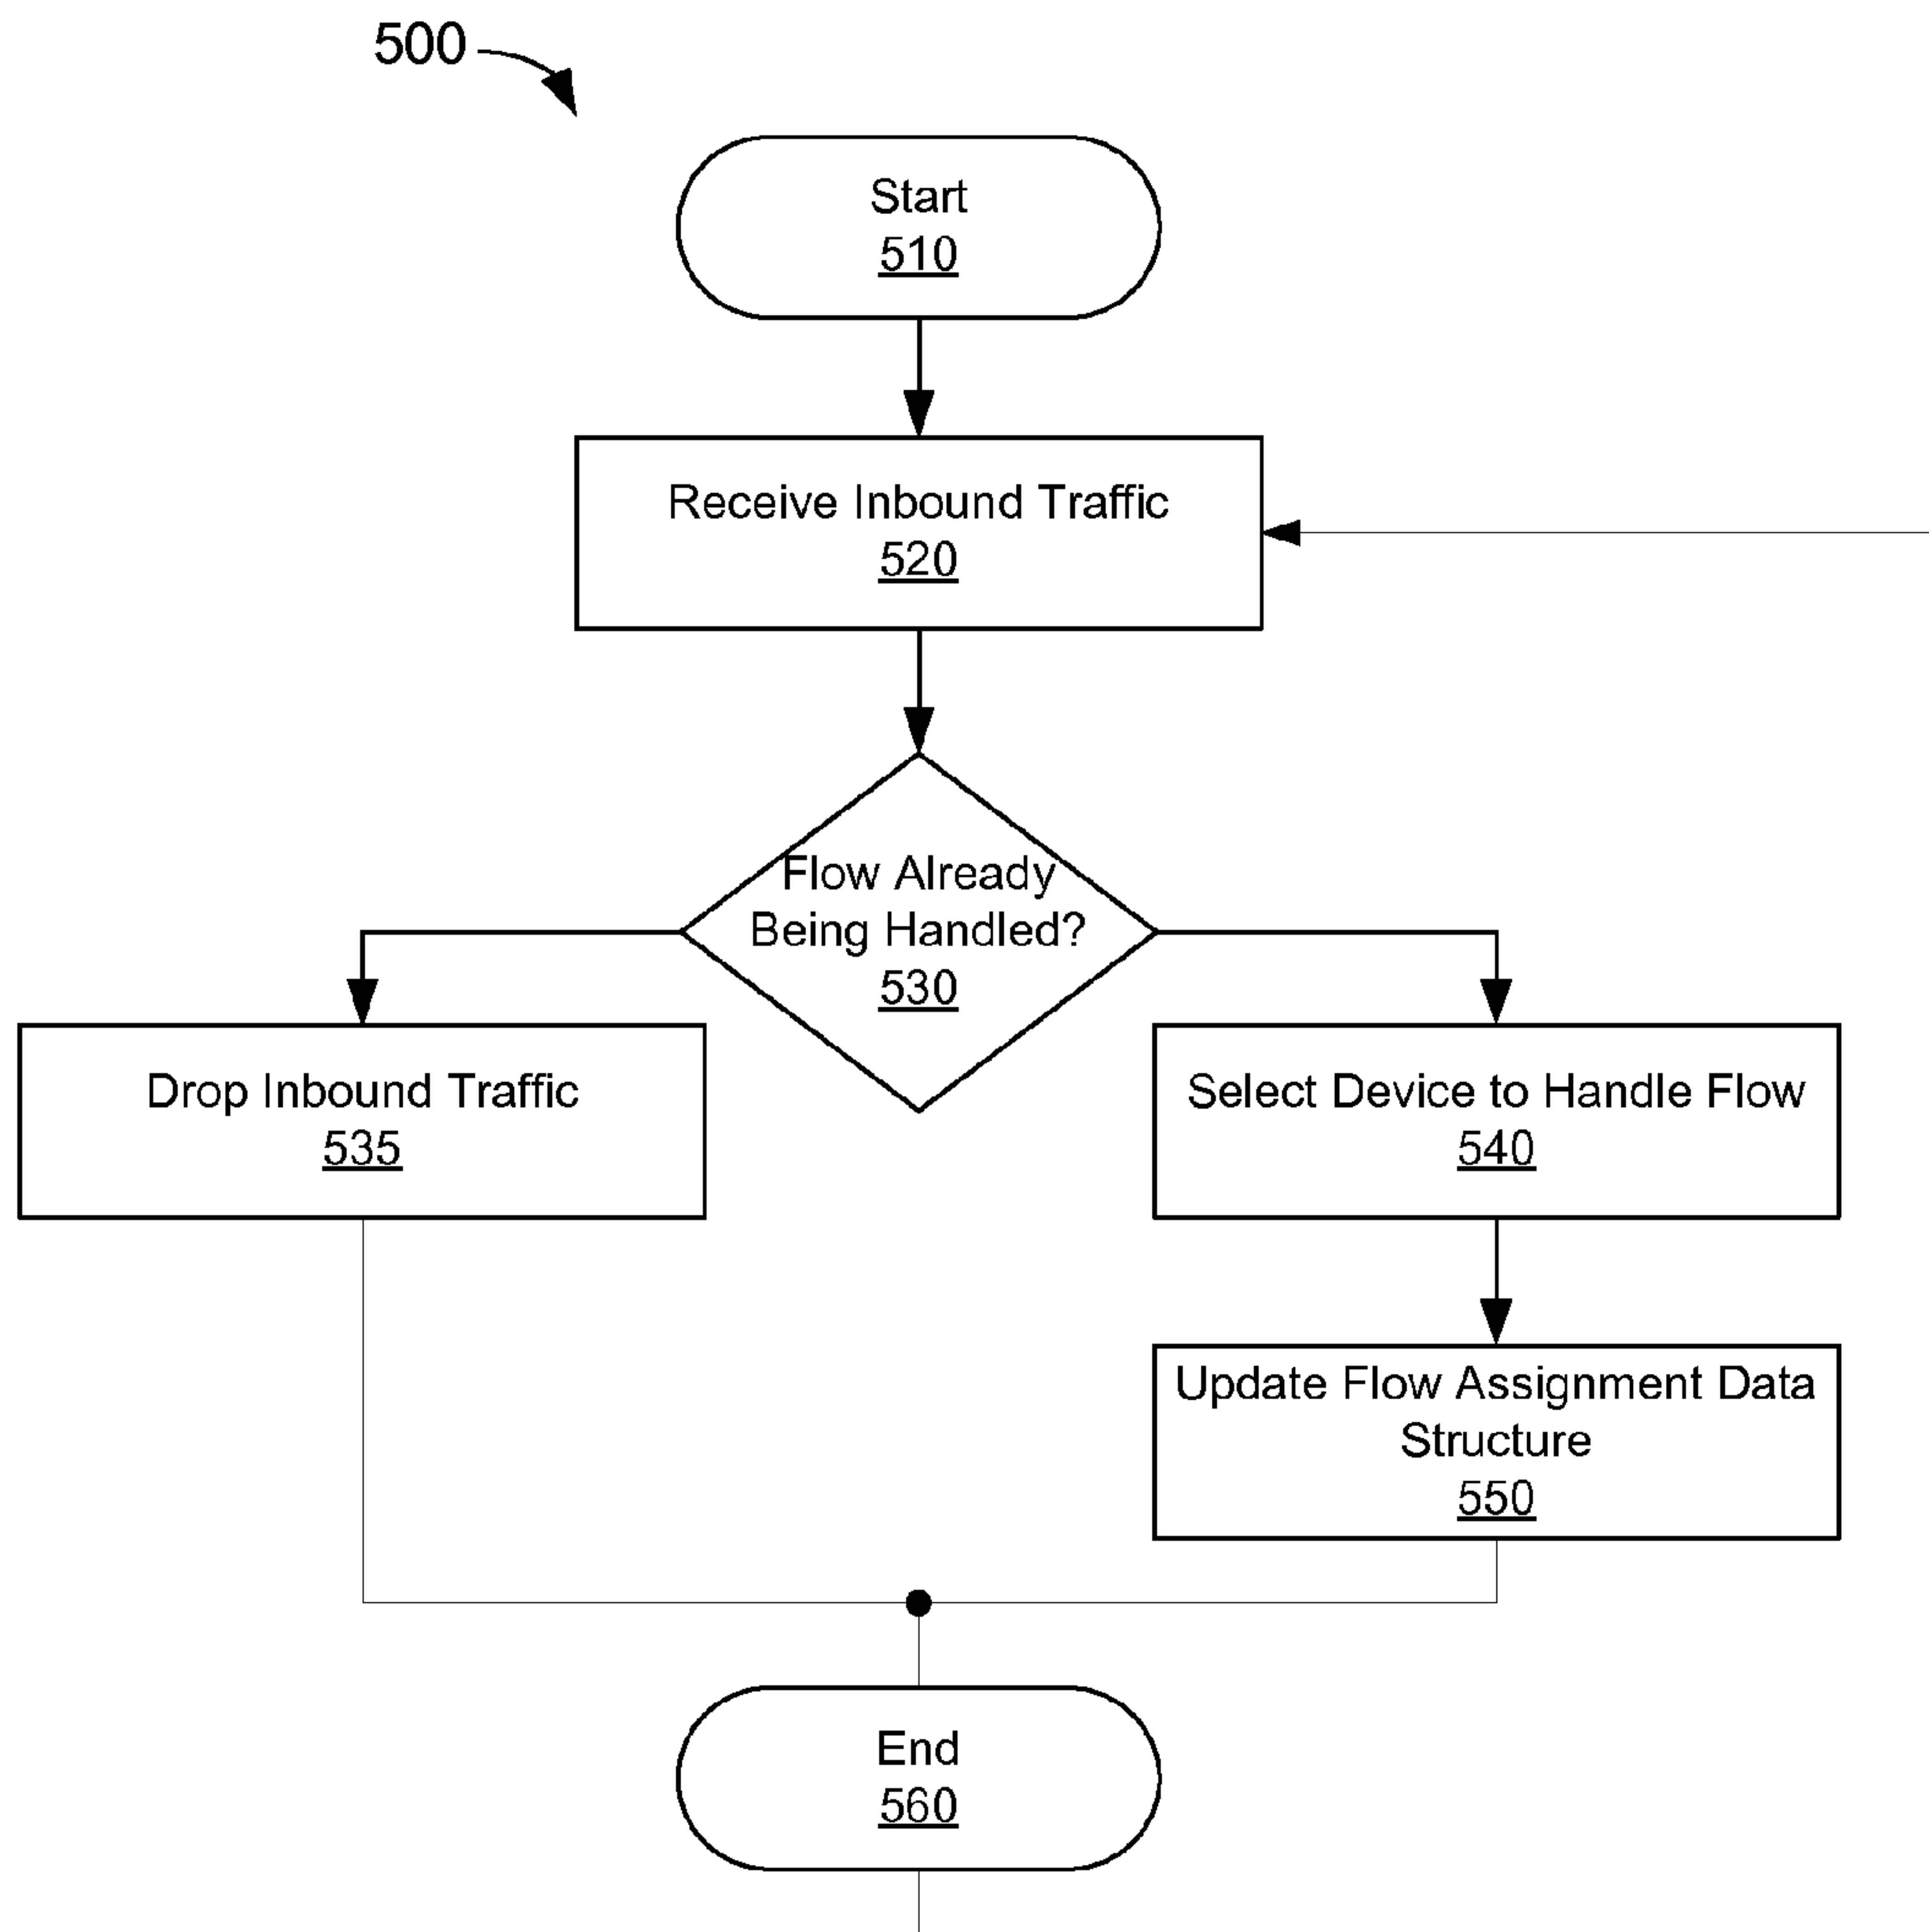 500
Start
510
Receive Inbound Traffic
520
Flow Already
Being Handled?
530
Drop Inbound Traffic
535
Select Device to Handle Flow
540
Update Flow Assignment Data
Structure
550
End
560